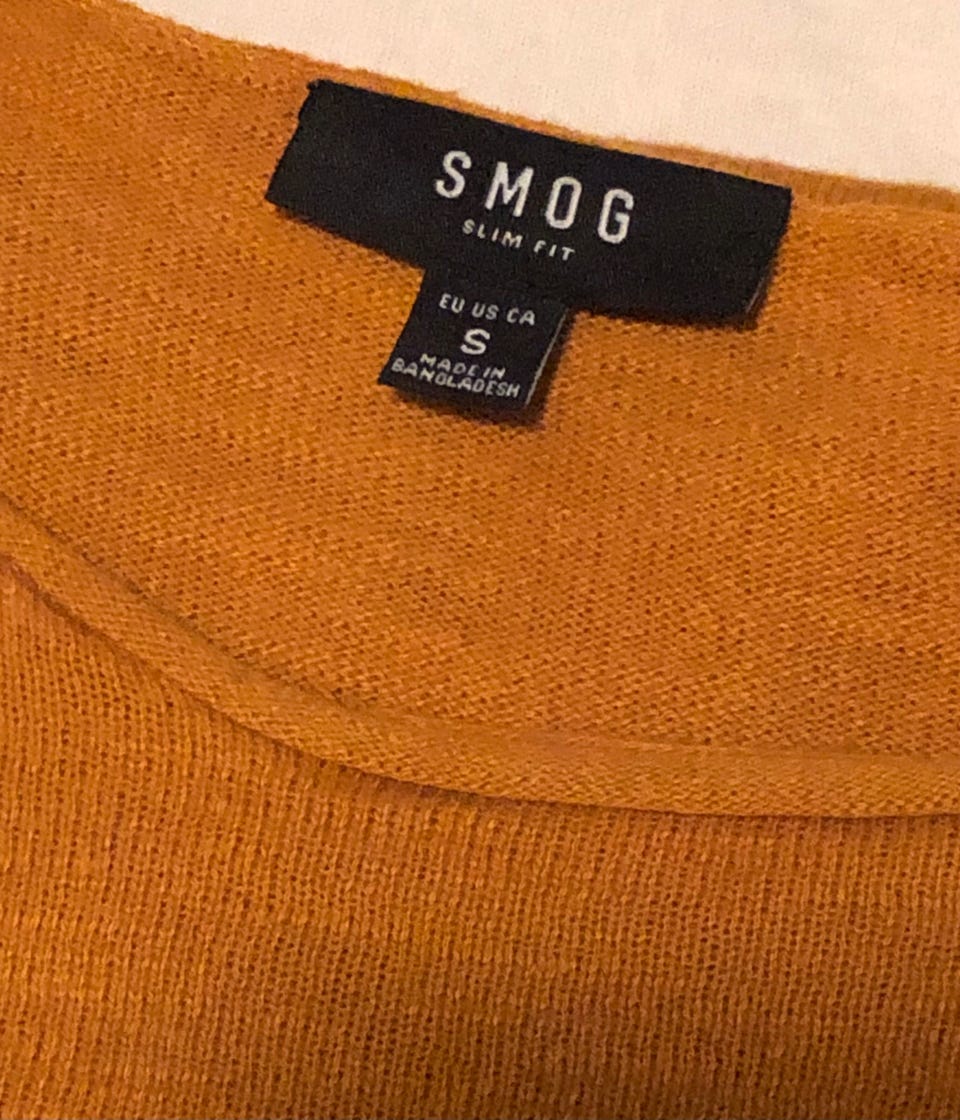 SMOG
SLIM FIT
EU US CA
S
MADE IN
BANGLADESH